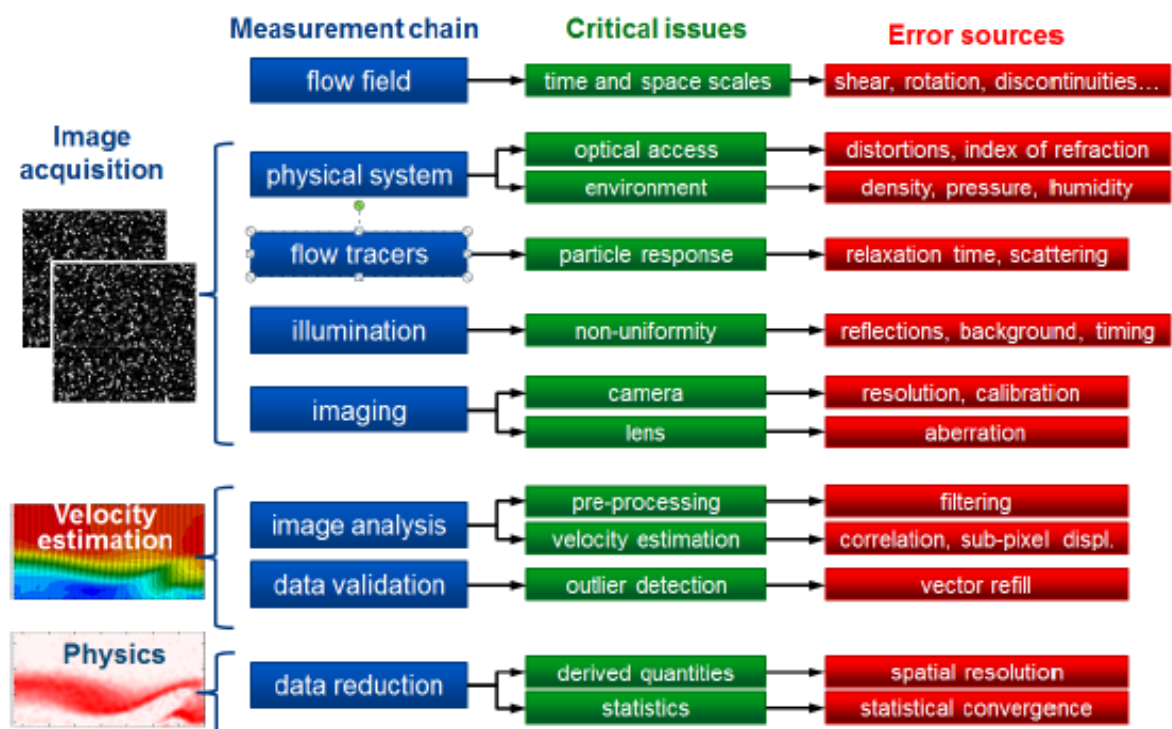 Measurement chain
Critical issues
Error sources
flow field
time and space scales
shear, rotation, discontinuities...
Image
acquisition
physical system
optical access
distortions, index of refraction
environment
density, pressure, humidity
flow tracers
particle response
relaxation time, scattering
illumination
non-uniformity
reflections, background, timing
imaging
camera
resolution, calibration
lens
aberration
Velocity
estimation
image analysis
pre-processing
filtering
velocity estimation
correlation, sub-pixel displ.
data validation
outlier detection
vector refill
Physics
data reduction
derived quantities
spatial resolution
statistics
statistical convergence